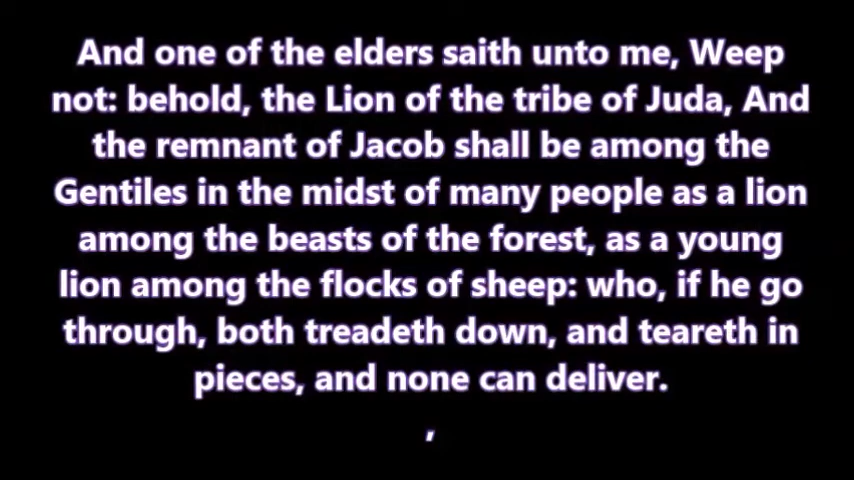 And one of the elders saith unto me, Weep
not: behold, the Lion of the tribe of Juda, And
the remnant of Jacob shall be among the
Gentiles in the midst of many people as a lion
among the beasts of the forest, as a young
lion among the flocks of sheep: who, if he go
through, both treadeth down, and teareth in
pieces, and none can deliver.
,